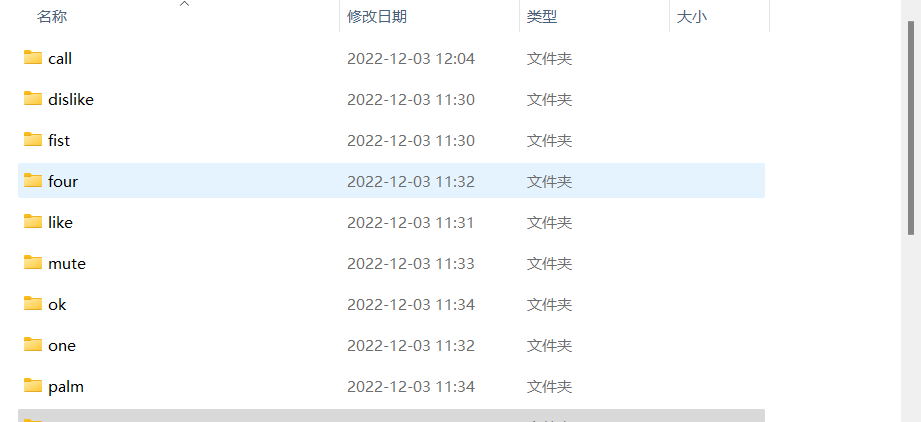 名称 修改日期 类型 大小
call 2022-12-03 12:04 文件夹
dislike 2022-12-03 11:30 文件夹
fist 2022-12-03 11:30 文件夹
four 2022-12-03 11:32 文件夹
like 2022-12-03 11:31 文件夹
mute 2022-12-03 11:33 文件夹
ok 2022-12-03 11:34 文件夹
one 2022-12-03 11:32 文件夹
palm 2022-12-03 11:34 文件夹